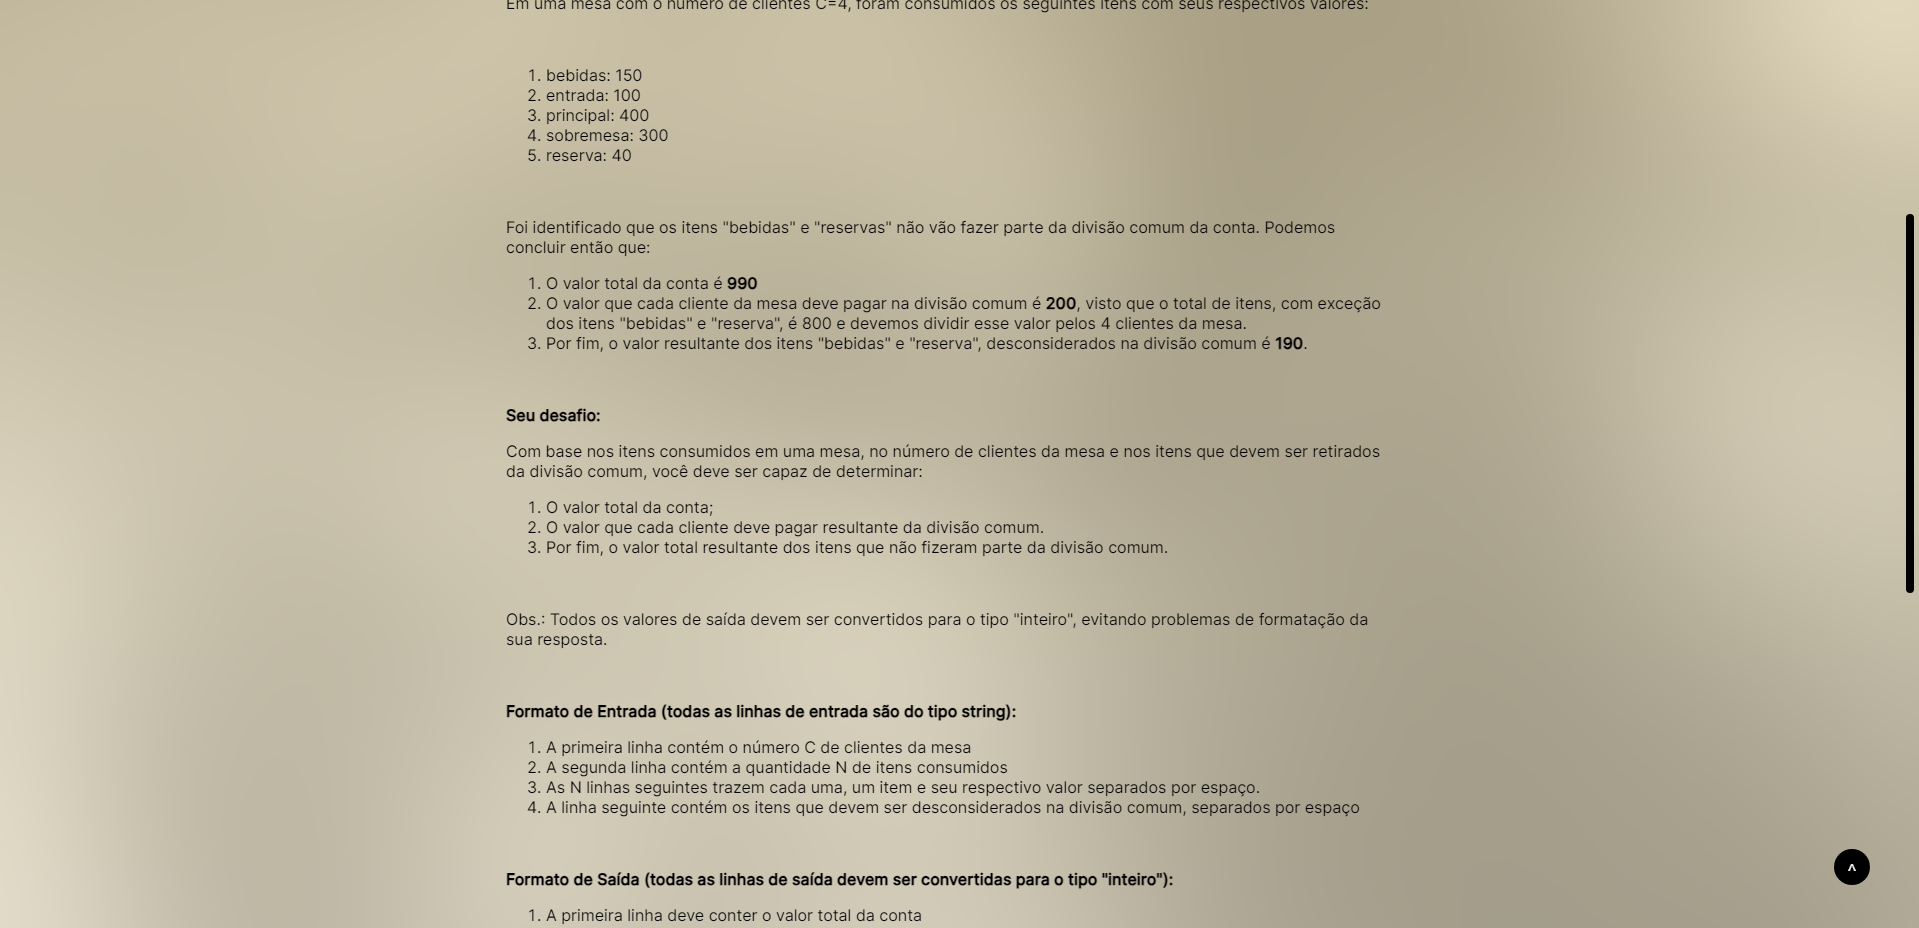 Em uma mesa com o número de clientes C=4, foram consumidos os seguintes itens com seus respectivos valores:
1. bebidas: 150
2. entrada: 100
3. principal: 400
4. sobremesa: 300
5. reserva: 40
Foi identificado que os itens "bebidas" e "reservas" não vão fazer parte da divisão comum da conta. Podemos
concluir então que:
1. O valor total da conta é 990
2. O valor que cada cliente da mesa deve pagar na divisão comum é 200, visto que o total de itens, com exceção
dos itens "bebidas" e "reserva", é 800 e devemos dividir esse valor pelos 4 clientes da mesa.
3. Por fim, o valor resultante dos itens "bebidas" e "reserva", desconsiderados na divisão comum é 190.
Seu desafio:
Com base nos itens consumidos em uma mesa, no número de clientes da mesa e nos itens que devem ser retirados
da divisão comum, você deve ser capaz de determinar:
1. O valor total da conta;
2. O valor que cada cliente deve pagar resultante da divisão comum.
3. Por fim, o valor total resultante dos itens que não fizeram parte da divisão comum.
Obs.: Todos os valores de saída devem ser convertidos para o tipo "inteiro", evitando problemas de formatação da
sua resposta.
Formato de Entrada (todas as linhas de entrada são do tipo string):
1. A primeira linha contém o número C de clientes da mesa
2. A segunda linha contém a quantidade N de itens consumidos
3. As N linhas seguintes trazem cada uma, um item e seu respectivo valor separados por espaço.
4. A linha seguinte contém os itens que devem ser desconsiderados na divisão comum, separados por espaço
Formato de Saída (todas as linhas de saída devem ser convertidas para o tipo "inteiro"):
1. A primeira linha deve conter o valor total da conta